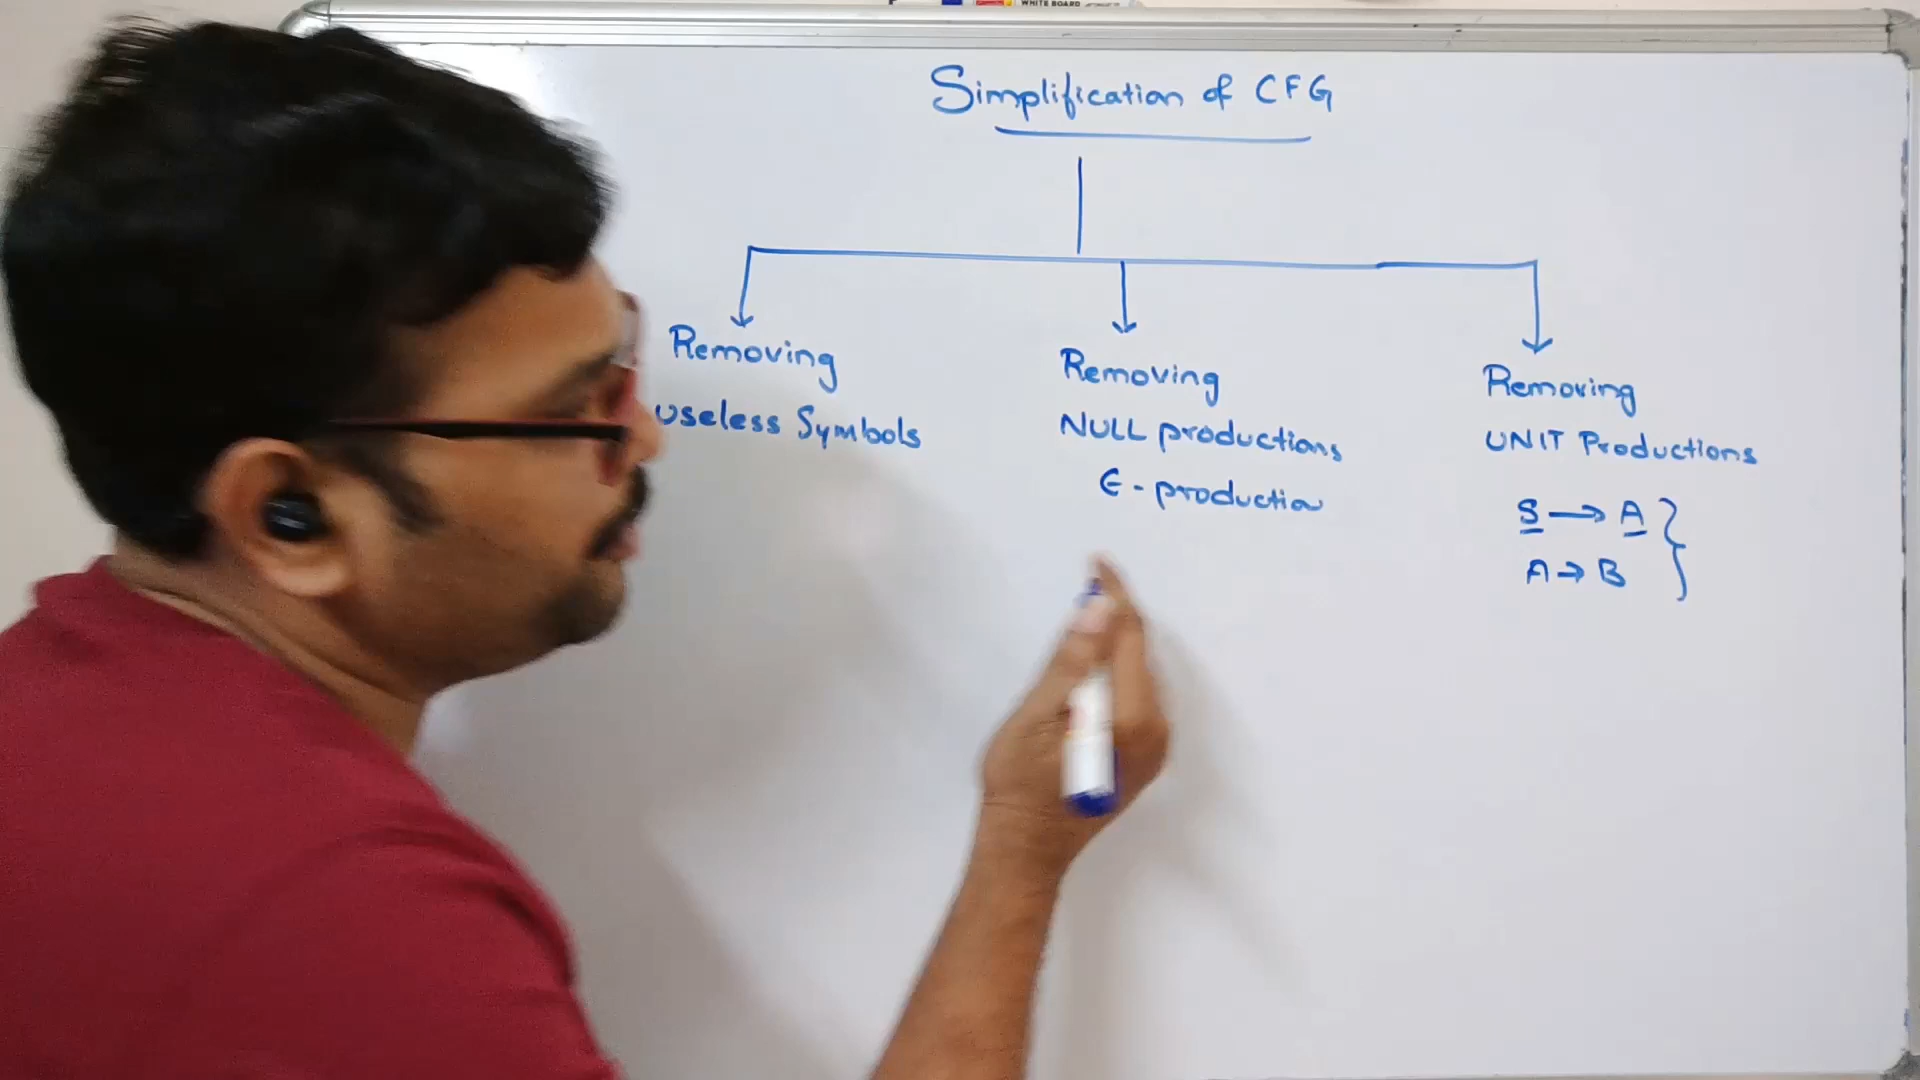 WHITE BOARD
Simplification of CFG
Removing
useless Symbols
Removing
NULL productions
ϵ - production
Removing
UNIT Productions
S → A
A → B